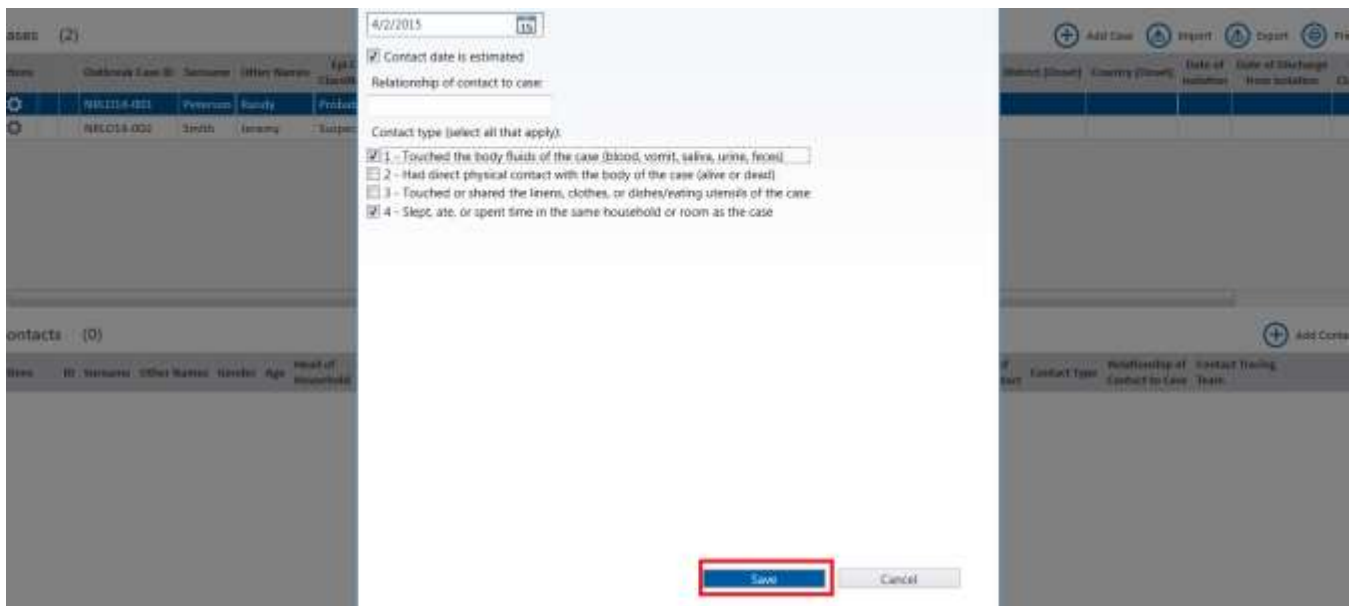 (2)
Add Case Import Export
4/2/2015 15
Contact date is estimated
Relationship of contact to case:
Contact type (select all that apply):
1 - Touched the body fluids of the case (blood, vomit, saliva, urine, feces)
2 - Had direct physical contact with the body of the case (alive or dead)
3 - Touched or shared the linens, clothes, or dishes/eating utensils of the case
4 - Slept, ate, or spent time in the same household or room as the case
Outbreak Case ID Surname Other Names
Date of Isolation Date of Discharge from Isolation
Peterson Randy
Smith Jeremy
(0)
ID Surname Other Names Gender Age Head of Household
Contact Type Relationship of Contact to Case Contact Tracing Team
Save Cancel